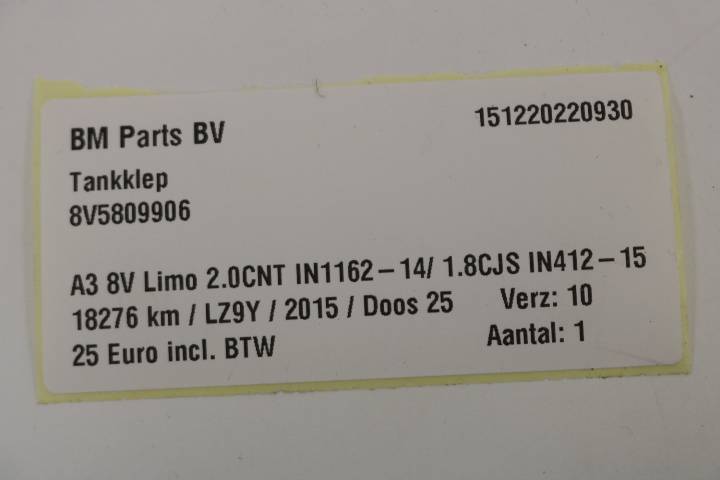 BM Parts BV 151220220930
Tankklep
8V5809906
A3 8V Limo 2.0CNT IN1162-14/ 1.8CJS IN412-15
18276 km / LZ9Y / 2015 / Doos 25 Verz: 10
25 Euro incl. BTW Aantal: 1